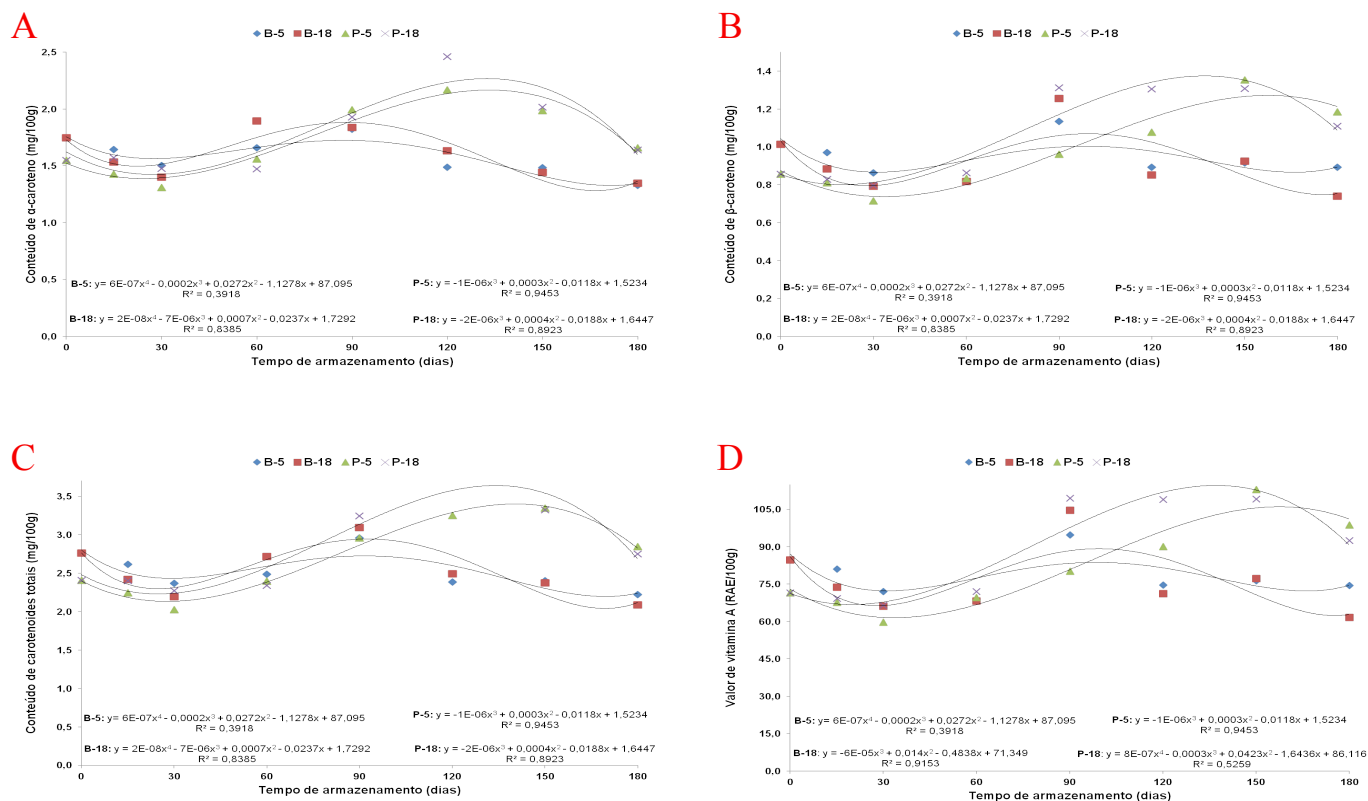 A
B-5 B-18 P-5 P-18
Conteúdo de α-caroteno (mg/100g)
2,5
2,0
1,5
1,0
0,5
0,0
B-5: y= 6E-07x⁴ - 0,0002x³ + 0,0272x² - 1,1278x + 87,095
R² = 0,3918
P-5: y = -1E-06x³ + 0,0003x² - 0,0118x + 1,5234
R² = 0,9453
B-18: y = 2E-08x⁴ - 7E-06x³ + 0,0007x² - 0,0237x + 1,7292
R² = 0,8385
P-18: y = -2E-06x³ + 0,0004x² - 0,0188x + 1,6447
R² = 0,8923
0 30 60 90 120 150 180
Tempo de armazenamento (dias)
B
B-5 B-18 P-5 P-18
Conteúdo de β-caroteno (mg/100g)
1.4
1.2
1.0
0.8
0.6
0.4
0.2
0.0
B-5: y= 6E-07x⁴ - 0,0002x³ + 0,0272x² - 1,1278x + 87,095
R² = 0,3918
P-5: y = -1E-06x³ + 0,0003x² - 0,0118x + 1,5234
R² = 0,9453
B-18: y = 2E-08x⁴ - 7E-06x³ + 0,0007x² - 0,0237x + 1,7292
R² = 0,8385
P-18: y = -2E-06x³ + 0,0004x² - 0,0188x + 1,6447
R² = 0,8923
0 30 60 90 120 150 180
Tempo de armazenamento (dias)
C
B-5 B-18 P-5 P-18
Conteúdo de carotenoides totais (mg/100g)
3,5
3,0
2,5
2,0
1,5
1,0
0,5
0,0
B-5: y= 6E-07x⁴ - 0,0002x³ + 0,0272x² - 1,1278x + 87,095
R² = 0,3918
P-5: y = -1E-06x³ + 0,0003x² - 0,0118x + 1,5234
R² = 0,9453
B-18: y = 2E-08x⁴ - 7E-06x³ + 0,0007x² - 0,0237x + 1,7292
R² = 0,8385
P-18: y = -2E-06x³ + 0,0004x² - 0,0188x + 1,6447
R² = 0,8923
0 30 60 90 120 150 180
Tempo de armazenamento (dias)
D
B-5 B-18 P-5 P-18
Valor de vitamina A (RAE/100g)
105.0
90.0
75.0
60.0
45.0
30.0
15.0
0.0
B-5: y= 6E-07x⁴ - 0,0002x³ + 0,0272x² - 1,1278x + 87,095
R² = 0,3918
P-5: y = -1E-06x³ + 0,0003x² - 0,0118x + 1,5234
R² = 0,9453
B-18: y = -6E-05x³ + 0,014x² - 0,4838x + 71,349
R² = 0,9153
P-18: y = 8E-07x⁴ - 0,0003x³ + 0,0423x² - 1,6436x + 86,116
R² = 0,5259
0 30 60 90 120 150 180
Tempo de armazenamento (dias)